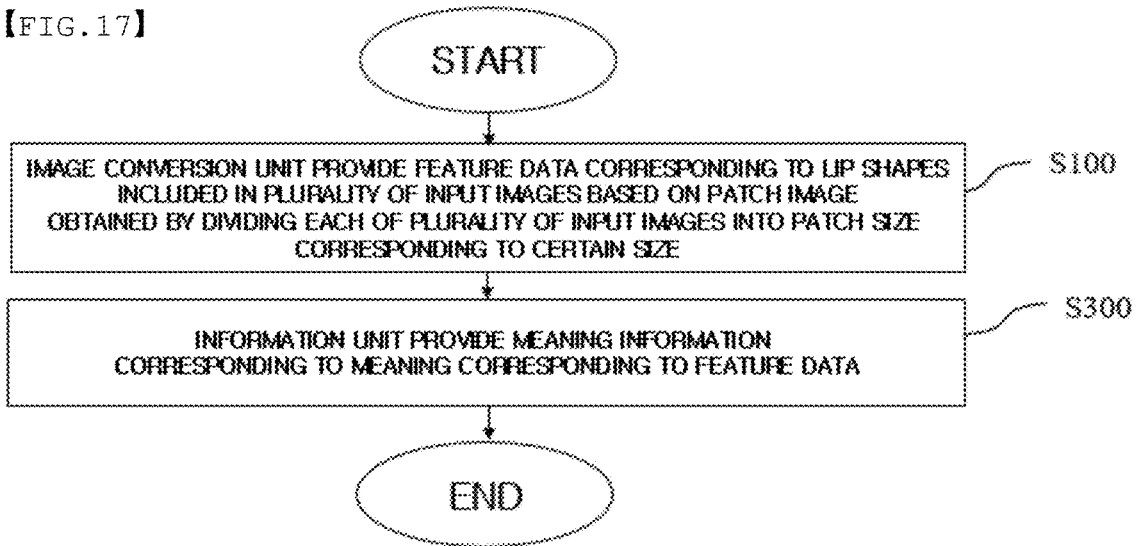 【FIG.17】
START
IMAGE CONVERSION UNIT PROVIDE FEATURE DATA CORRESPONDING TO LIP SHAPES
INCLUDED IN PLURALITY OF INPUT IMAGES BASED ON PATCH IMAGE
OBTAINED BY DIVIDING EACH OF PLURALITY OF INPUT IMAGES INTO PATCH SIZE
CORRESPONDING TO CERTAIN SIZE
S100
INFORMATION UNIT PROVIDE MEANING INFORMATION
CORRESPONDING TO MEANING CORRESPONDING TO FEATURE DATA
S300
END